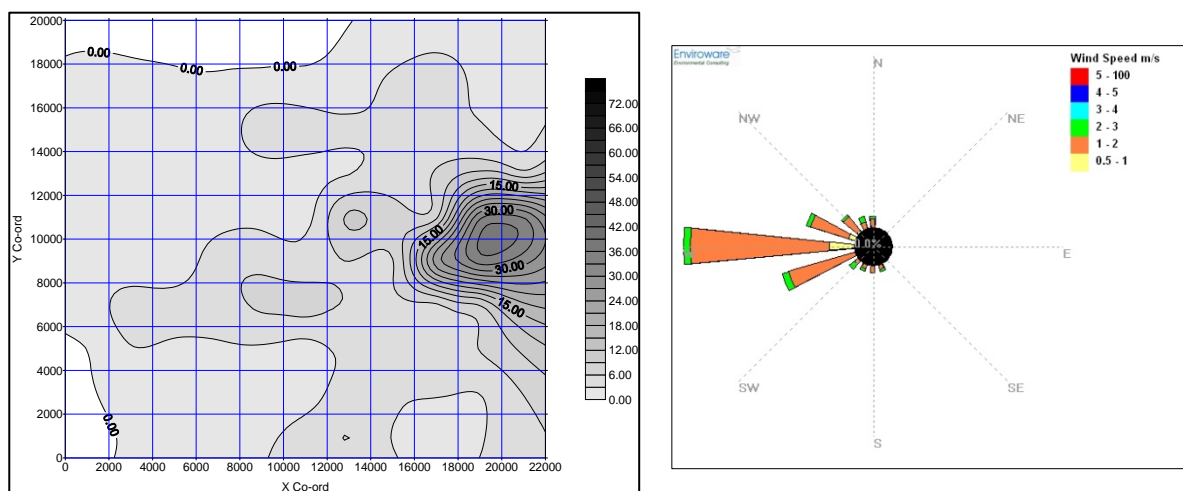 20000
18000
16000
14000
12000
10000
8000
6000
4000
2000
0
Y Co-ord
0 2000 4000 6000 8000 10000 12000 14000 16000 18000 20000 22000
X Co-ord
0.00
0.00
0.00
15.00
30.00
15.00
30.00
15.00
0.00
72.00
66.00
60.00
54.00
48.00
42.00
36.00
30.00
24.00
18.00
12.00
6.00
0.00
Enviroware
Environmental Consulting
Wind Speed m/s
5 - 100
4 - 5
3 - 4
2 - 3
1 - 2
0.5 - 1
N
NW
NE
E
SW
SE
S